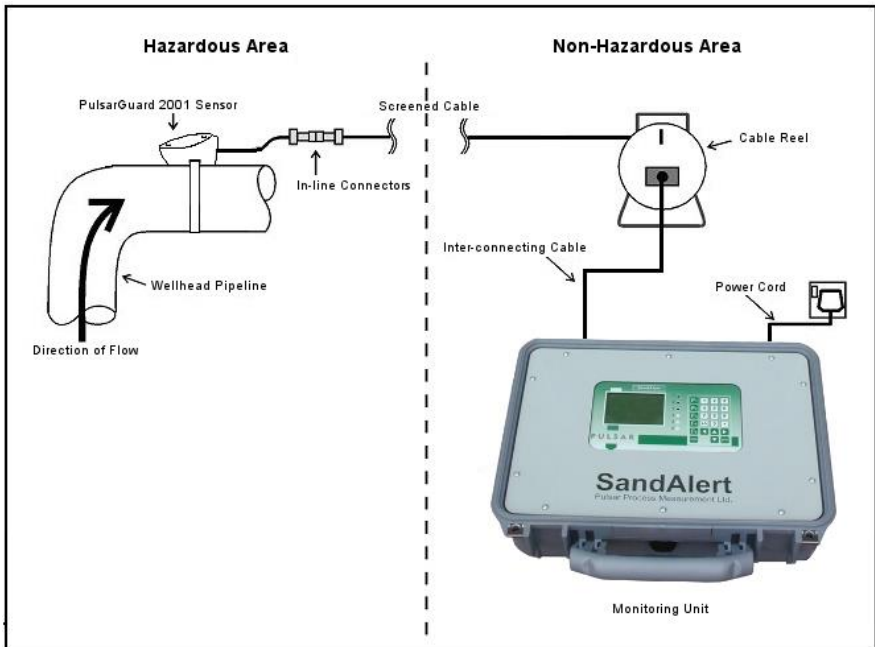 Hazardous Area
Non-Hazardous Area
PulsarGuard 2001 Sensor
Screened Cable
Cable Reel
In-line Connectors
Inter-connecting Cable
Wellhead Pipeline
Power Cord
Direction of Flow
PULSAR
SandAlert
Pulsar Process Measurement Ltd.
Monitoring Unit